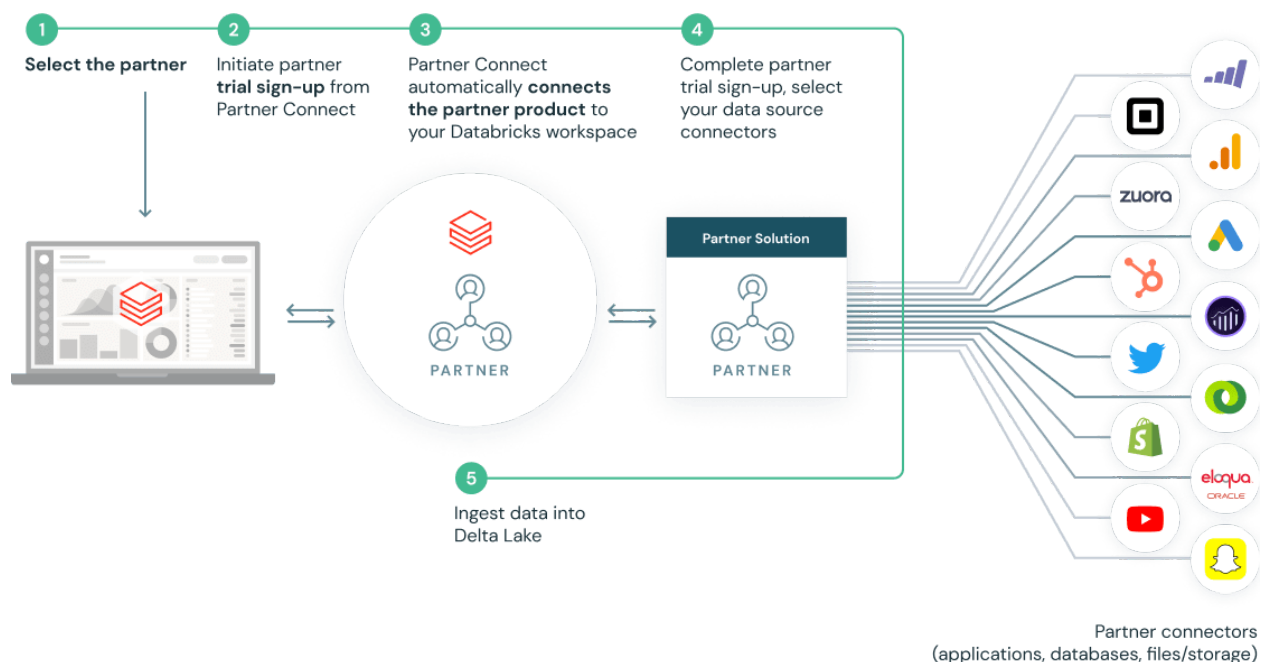 1
Select the partner
2
Initiate partner
trial sign-up from
Partner Connect
3
Partner Connect
automatically connects
the partner product to
your Databricks workspace
4
Complete partner
trial sign-up, select
your data source
connectors
Partner Solution
PARTNER
PARTNER
5
Ingest data into
Delta Lake
zuora
eloqua
ORACLE
Partner connectors
(applications, databases, files/storage)